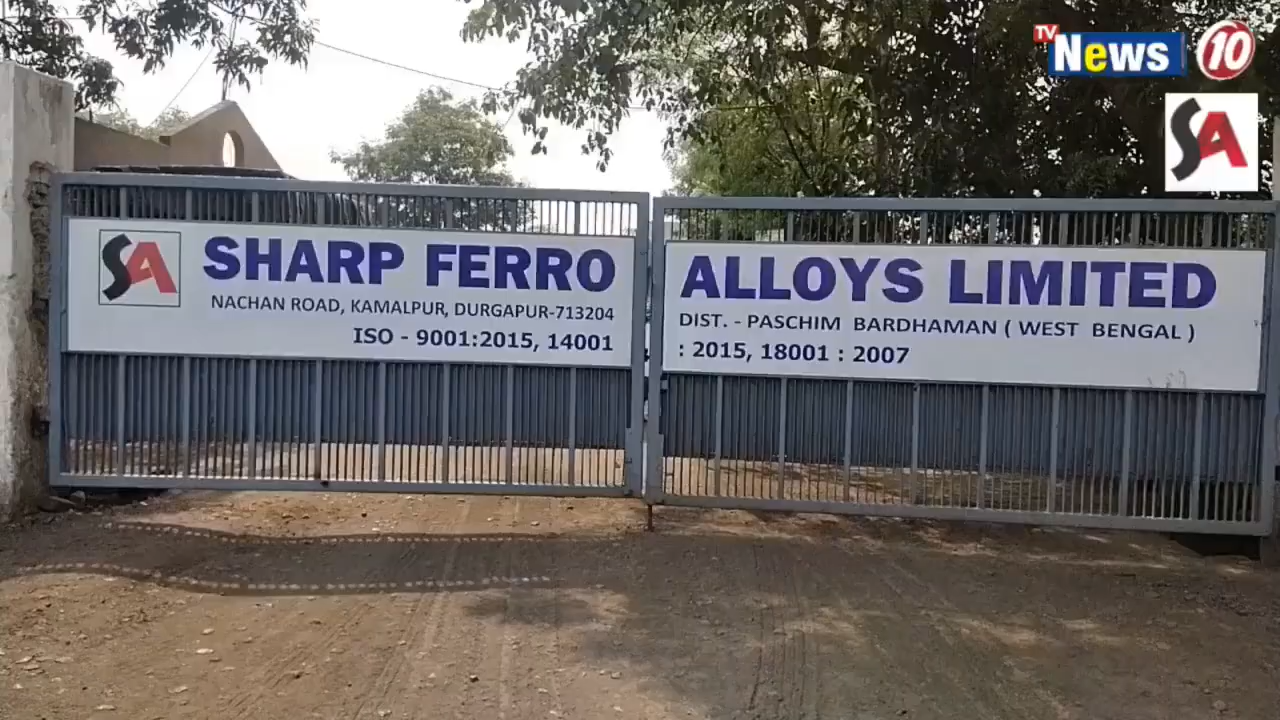 TV News 10
SA
SA SHARP FERRO ALLOYS LIMITED
NACHAN ROAD, KAMALPUR, DURGAPUR-713204 DIST. - PASCHIM BARDHAMAN ( WEST BENGAL )
ISO - 9001:2015, 14001 : 2015, 18001 : 2007